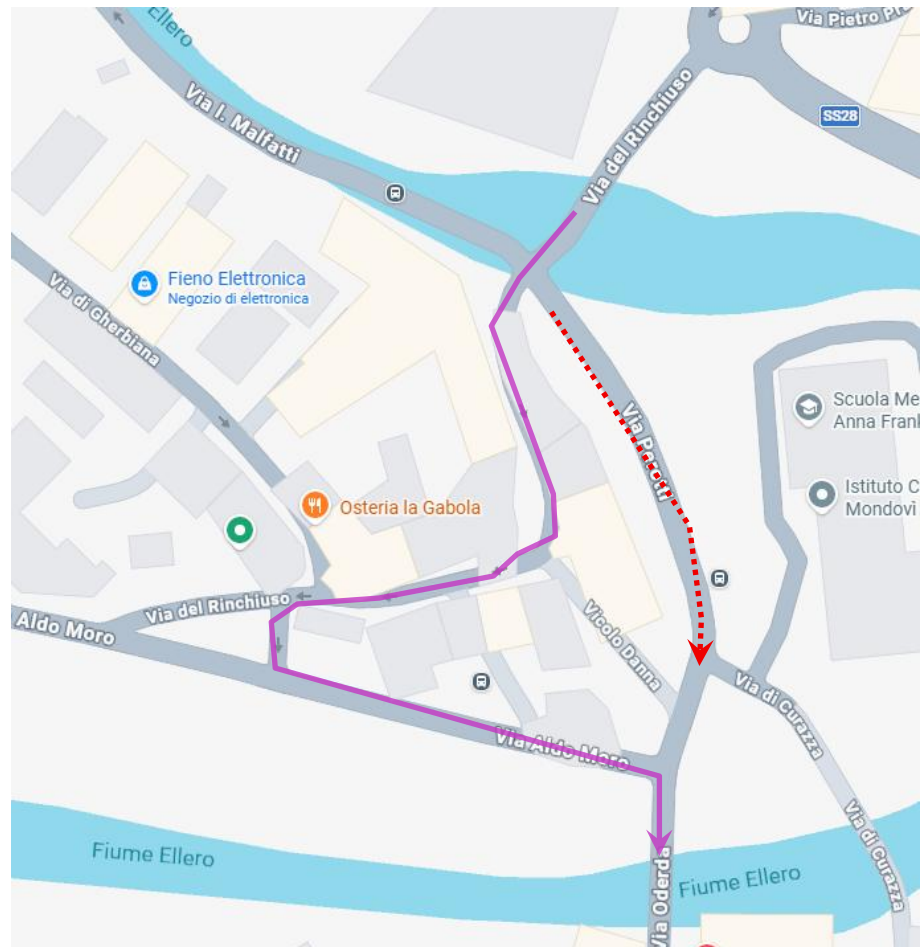 Ellero
Via Pietro Pro
Via I. Malfatti
Via del Rinchiuso
SS28
Fieno Elettronica
Negozio di elettronica
Via di Gherbiana
Via Perotti
Scuola Me
Anna Frank
Istituto C
Mondovì
Osteria la Gabola
Via del Rinchiuso
Aldo Moro
Vicolo Danna
Via di Curazza
Via Aldo Moro
Via di Curazza
Fiume Ellero
Fiume Ellero
Via Oderda